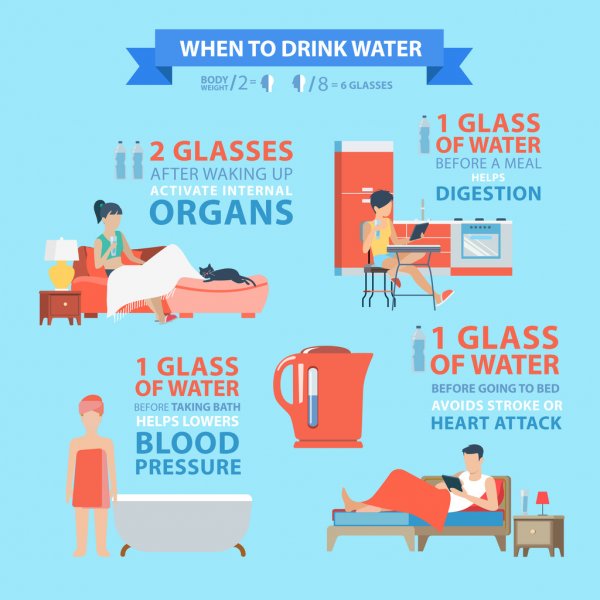 WHEN TO DRINK WATER
BODY WEIGHT /2=
/8 = 6 GLASSES
2 GLASSES
AFTER WAKING UP
ACTIVATE INTERNAL
ORGANS
1 GLASS
OF WATER
BEFORE A MEAL
HELPS
DIGESTION
1 GLASS
OF WATER
BEFORE TAKING BATH
HELPS LOWERS
BLOOD
PRESSURE
1 GLASS
OF WATER
BEFORE GOING TO BED
AVOIDS STROKE OR
HEART ATTACK